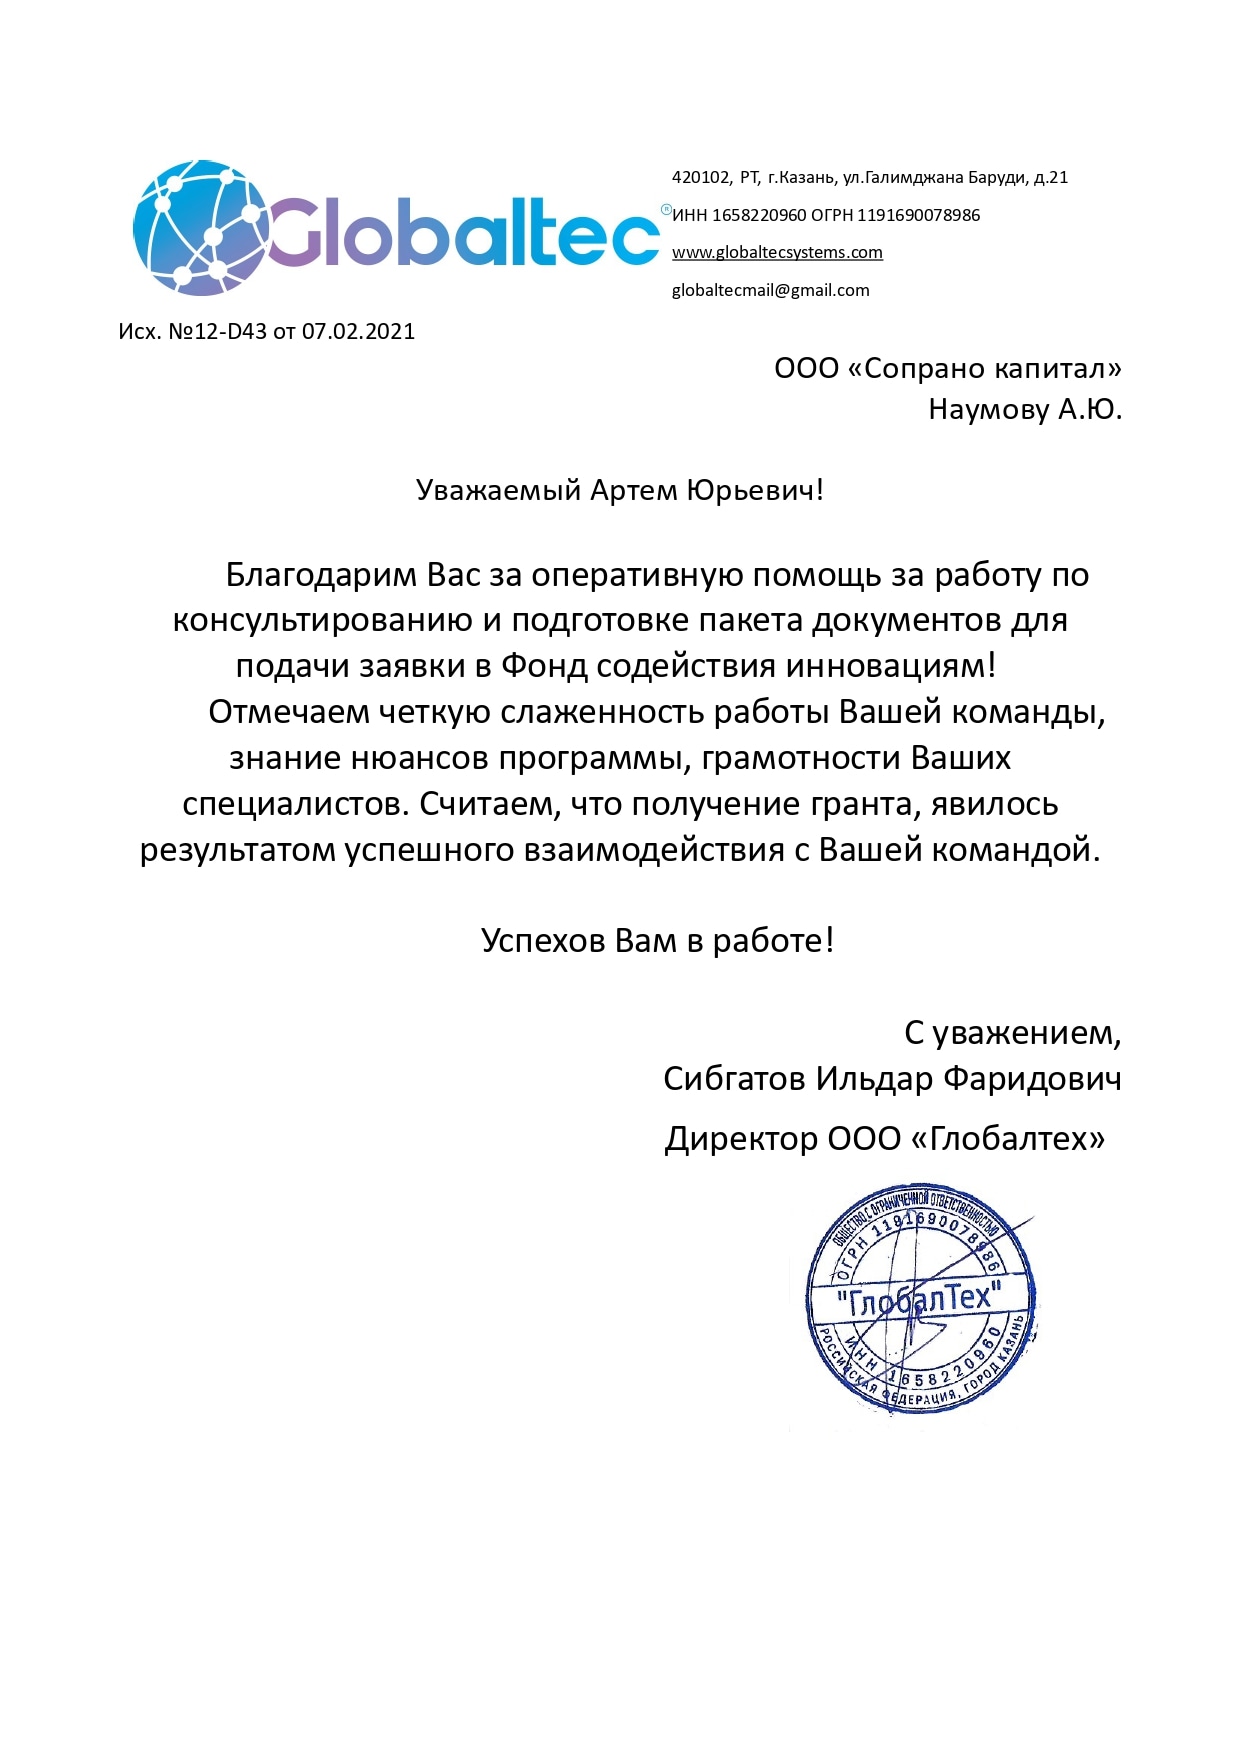 Globaltec®
420102, РТ, г.Казань, ул.Галимджана Баруди, д.21
ИНН 1658220960 ОГРН 1191690078986
www.globaltecsystems.com
globaltecmail@gmail.com
Исх. №12-D43 от 07.02.2021
ООО «Сопрано капитал»
Наумову А.Ю.
Уважаемый Артем Юрьевич!
Благодарим Вас за оперативную помощь за работу по
консультированию и подготовке пакета документов для
подачи заявки в Фонд содействия инновациям!
Отмечаем четкую слаженность работы Вашей команды,
знание нюансов программы, грамотности Ваших
специалистов. Считаем, что получение гранта, явилось
результатом успешного взаимодействия с Вашей командой.
Успехов Вам в работе!
С уважением,
Сибгатов Ильдар Фаридович
Директор ООО «Глобалтех»
ОБЩЕСТВО С ОГРАНИЧЕННОЙ ОТВЕТСТВЕННОСТЬЮ
ОГРН 1191690078986
"ГлобалТех"
ИНН 1658220960
РОССИЙСКАЯ ФЕДЕРАЦИЯ, ГОРОД КАЗАНЬ